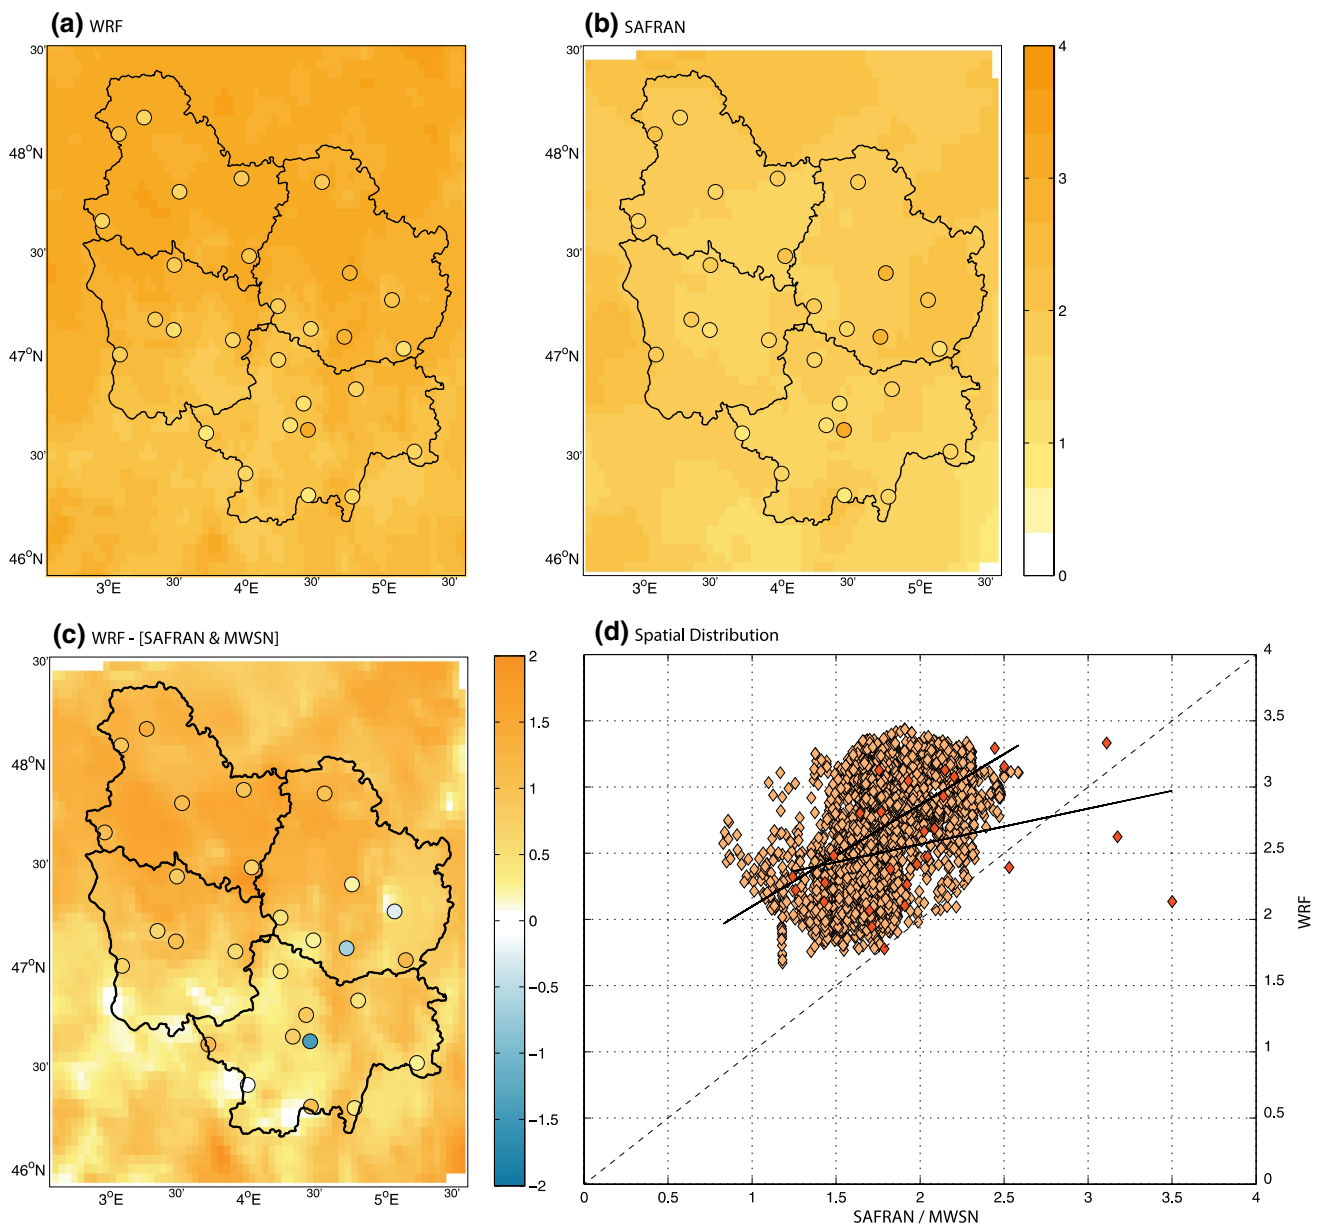 (a) WRF
30'
48°N
30'
47°N
30'
46°N
3°E 30' 4°E 30' 5°E 30'
(b) SAFRAN
30'
48°N
30'
47°N
30'
46°N
3°E 30' 4°E 30' 5°E 30'
4
3
2
1
0
(c) WRF - [SAFRAN & MWSN]
30'
48°N
30'
47°N
30'
46°N
3°E 30' 4°E 30' 5°E 30'
2
1.5
1
0.5
0
−0.5
−1
−1.5
−2
(d) Spatial Distribution
4
3.5
3
2.5
2
1.5
1
0.5
0
WRF
0 0.5 1 1.5 2 2.5 3 3.5 4
SAFRAN / MWSN